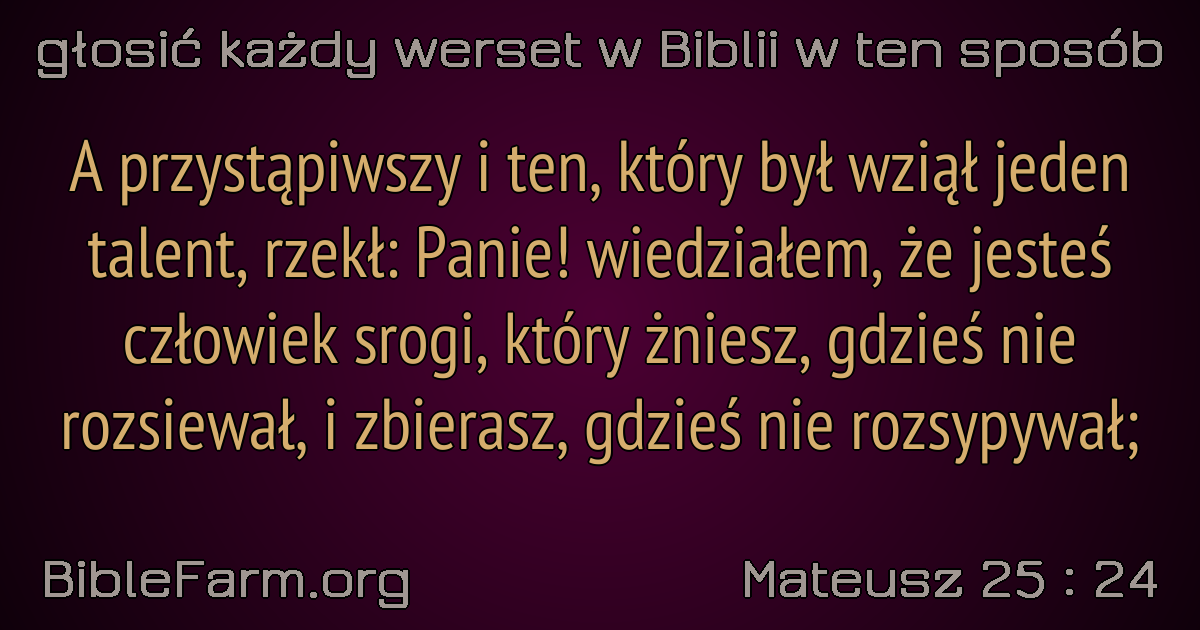 głosić każdy werset w Biblii w ten sposób
A przystąpiwszy i ten, który był wziął jeden
talent, rzekł: Panie! wiedziałem, że jesteś
człowiek srogi, który żniesz, gdzieś nie
rozsiewał, i zbierasz, gdzieś nie rozsypywał;
BibleFarm.org
Mateusz 25 : 24